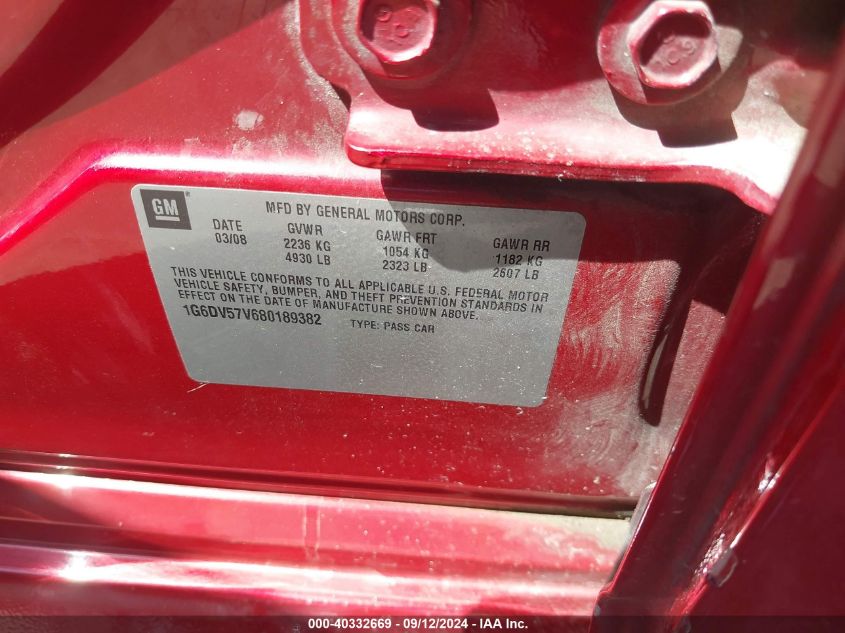 GM
MFD BY GENERAL MOTORS CORP.
DATE GVWR GAWR FRT GAWR RR
03/08 2236 KG 1054 KG 1182 KG
4930 LB 2323 LB 2607 LB
THIS VEHICLE CONFORMS TO ALL APPLICABLE U.S. FEDERAL MOTOR
VEHICLE SAFETY, BUMPER, AND THEFT PREVENTION STANDARDS IN
EFFECT ON THE DATE OF MANUFACTURE SHOWN ABOVE.
1G6DV57V680189382 TYPE: PASS CAR
000-40332669 - 09/12/2024 - IAA Inc.